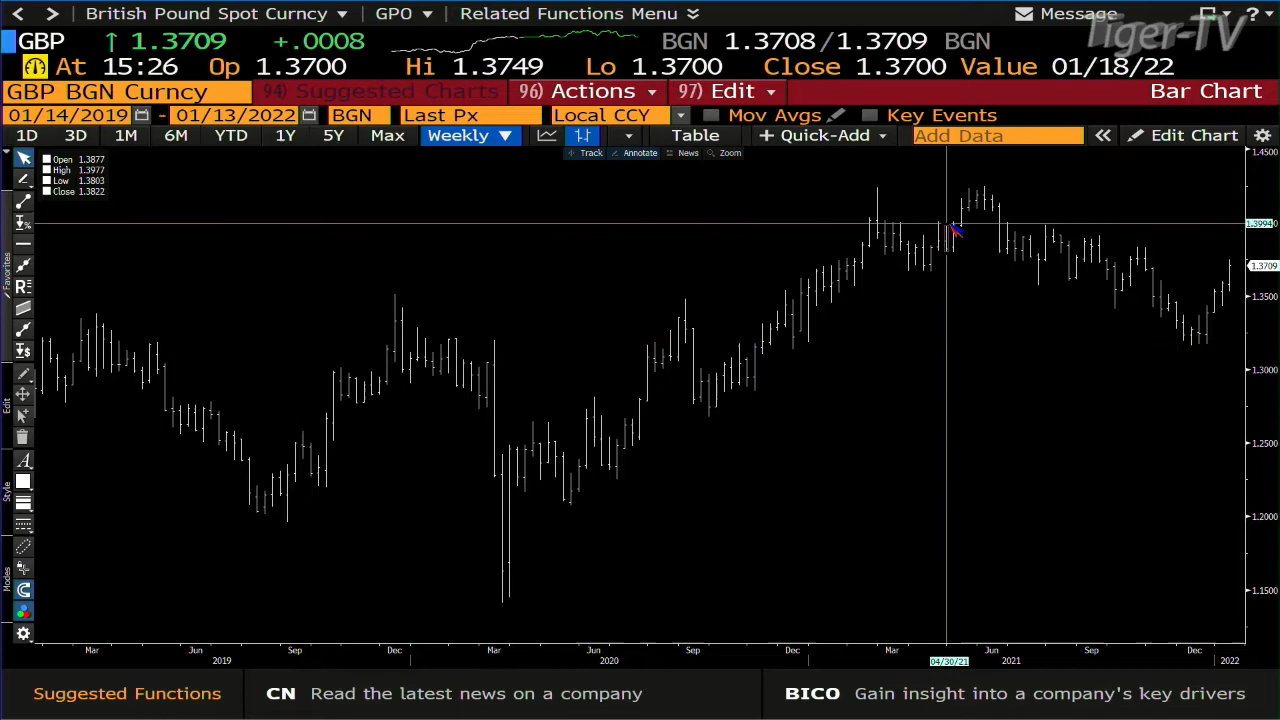 British Pound Spot Curncy GPO Related Functions Menu Message ?
Tiger-TV
GBP ↑ 1.3709 +.0008 BGN 1.3708/1.3709 BGN
At 15:26 Op 1.3700 Hi 1.3749 Lo 1.3700 Close 1.3700 Value 01/18/22
GBP BGN Curncy 94) Suggested Charts 96) Actions 97) Edit Bar Chart
01/14/2019 - 01/13/2022 BGN Last Px Local CCY Mov Avgs Key Events
1D 3D 1M 6M YTD 1Y 5Y Max Weekly ▼ Table + Quick-Add Add Data « Edit Chart
Track Annotate News Zoom
Open 1.3877
High 1.3977
Low 1.3803
Close 1.3822
Favorites
Edit
Style
Modes
1.4500
1.3994
1.3709
1.3500
1.3000
1.2500
1.2000
1.1500
Mar Jun Sep Dec Mar Jun Sep Dec Mar Jun Sep Dec
2019 2020 04/30/21 2021 2022
Suggested Functions CN Read the latest news on a company BICO Gain insight into a company's key drivers